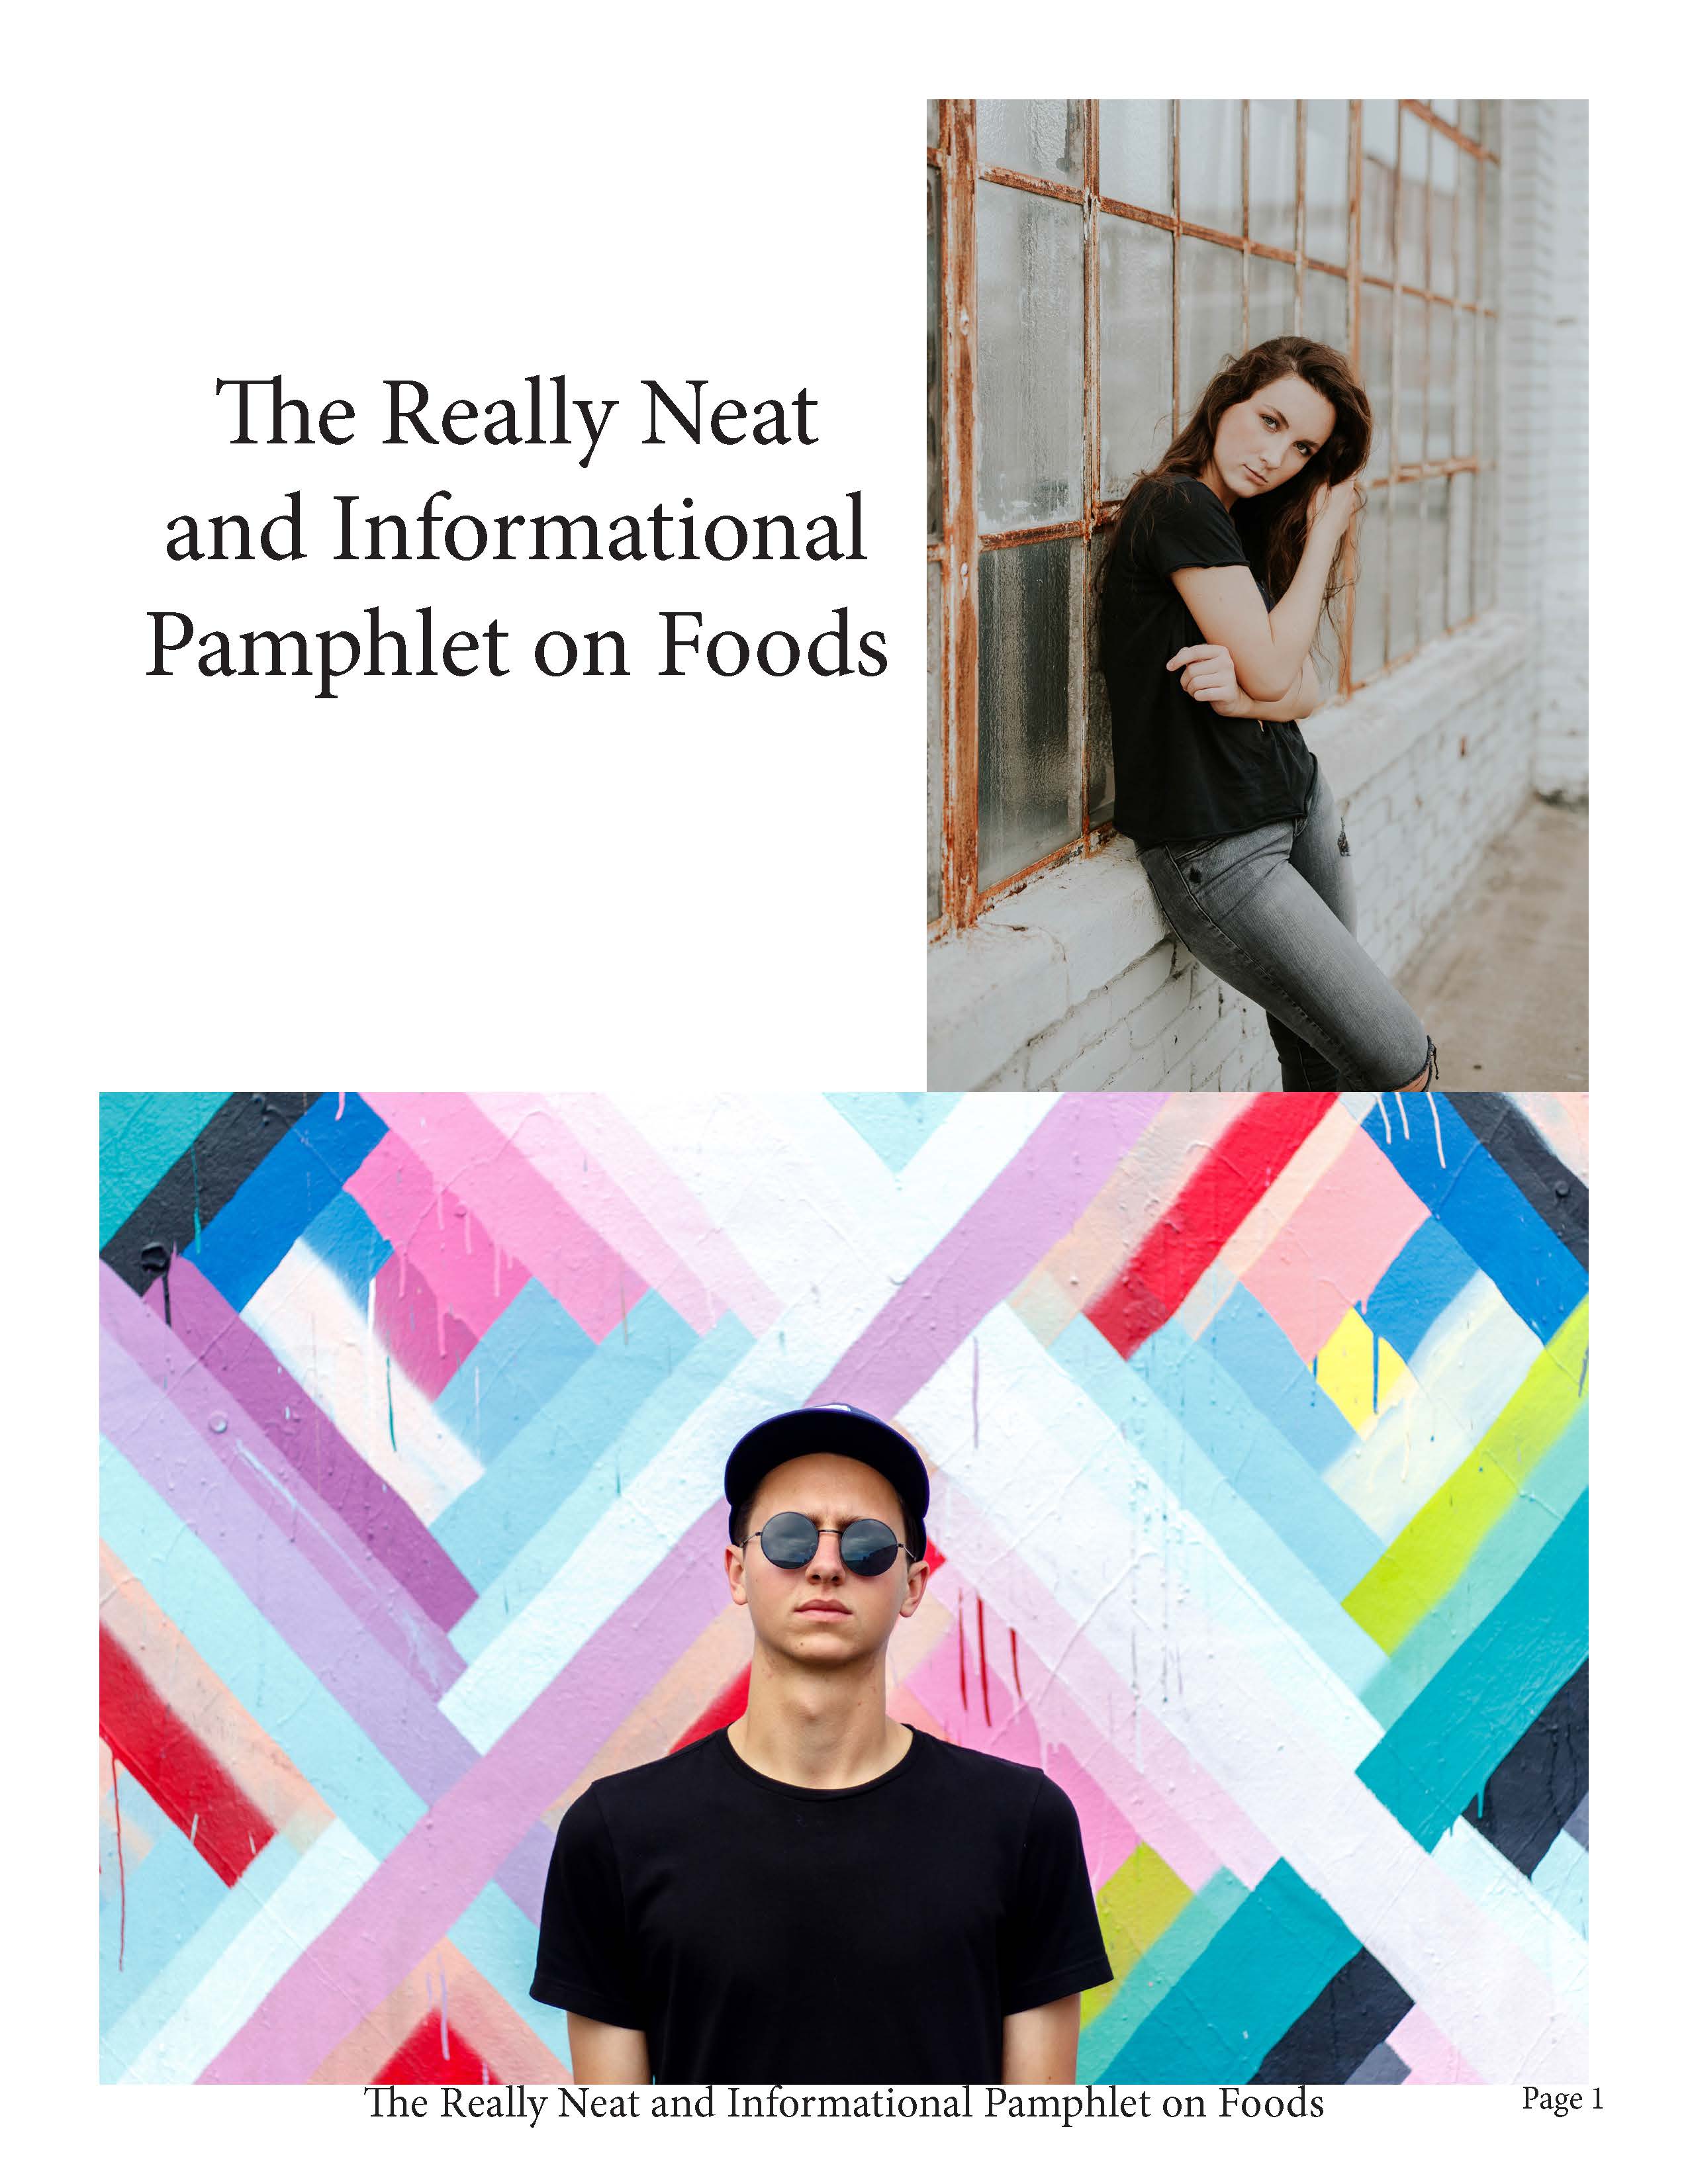 The Really Neat
and Informational
Pamphlet on Foods
The Really Neat and Informational Pamphlet on Foods
Page 1